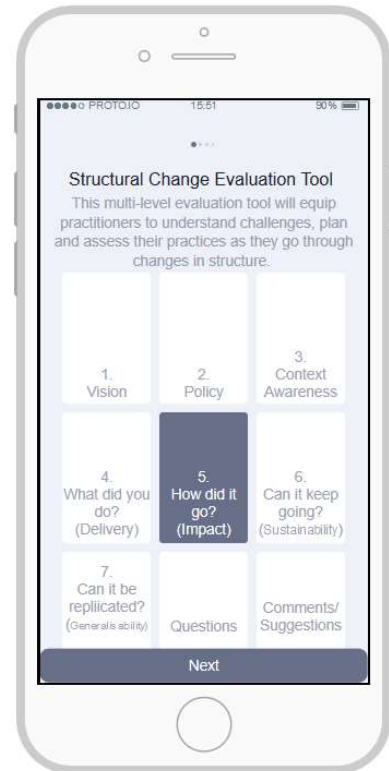 PROTO.IO 15:51 90%
Structural Change Evaluation Tool
This multi-level evaluation tool will equip
practitioners to understand challenges, plan
and assess their practices as they go through
changes in structure.
1.
Vision
2.
Policy
3.
Context
Awareness
4.
What did you
do?
(Delivery)
5.
How did it
go?
(Impact)
6.
Can it keep
going?
(Sustainability)
7.
Can it be
repliicated?
(Generalis ability)
Questions
Comments/
Suggestions
Next